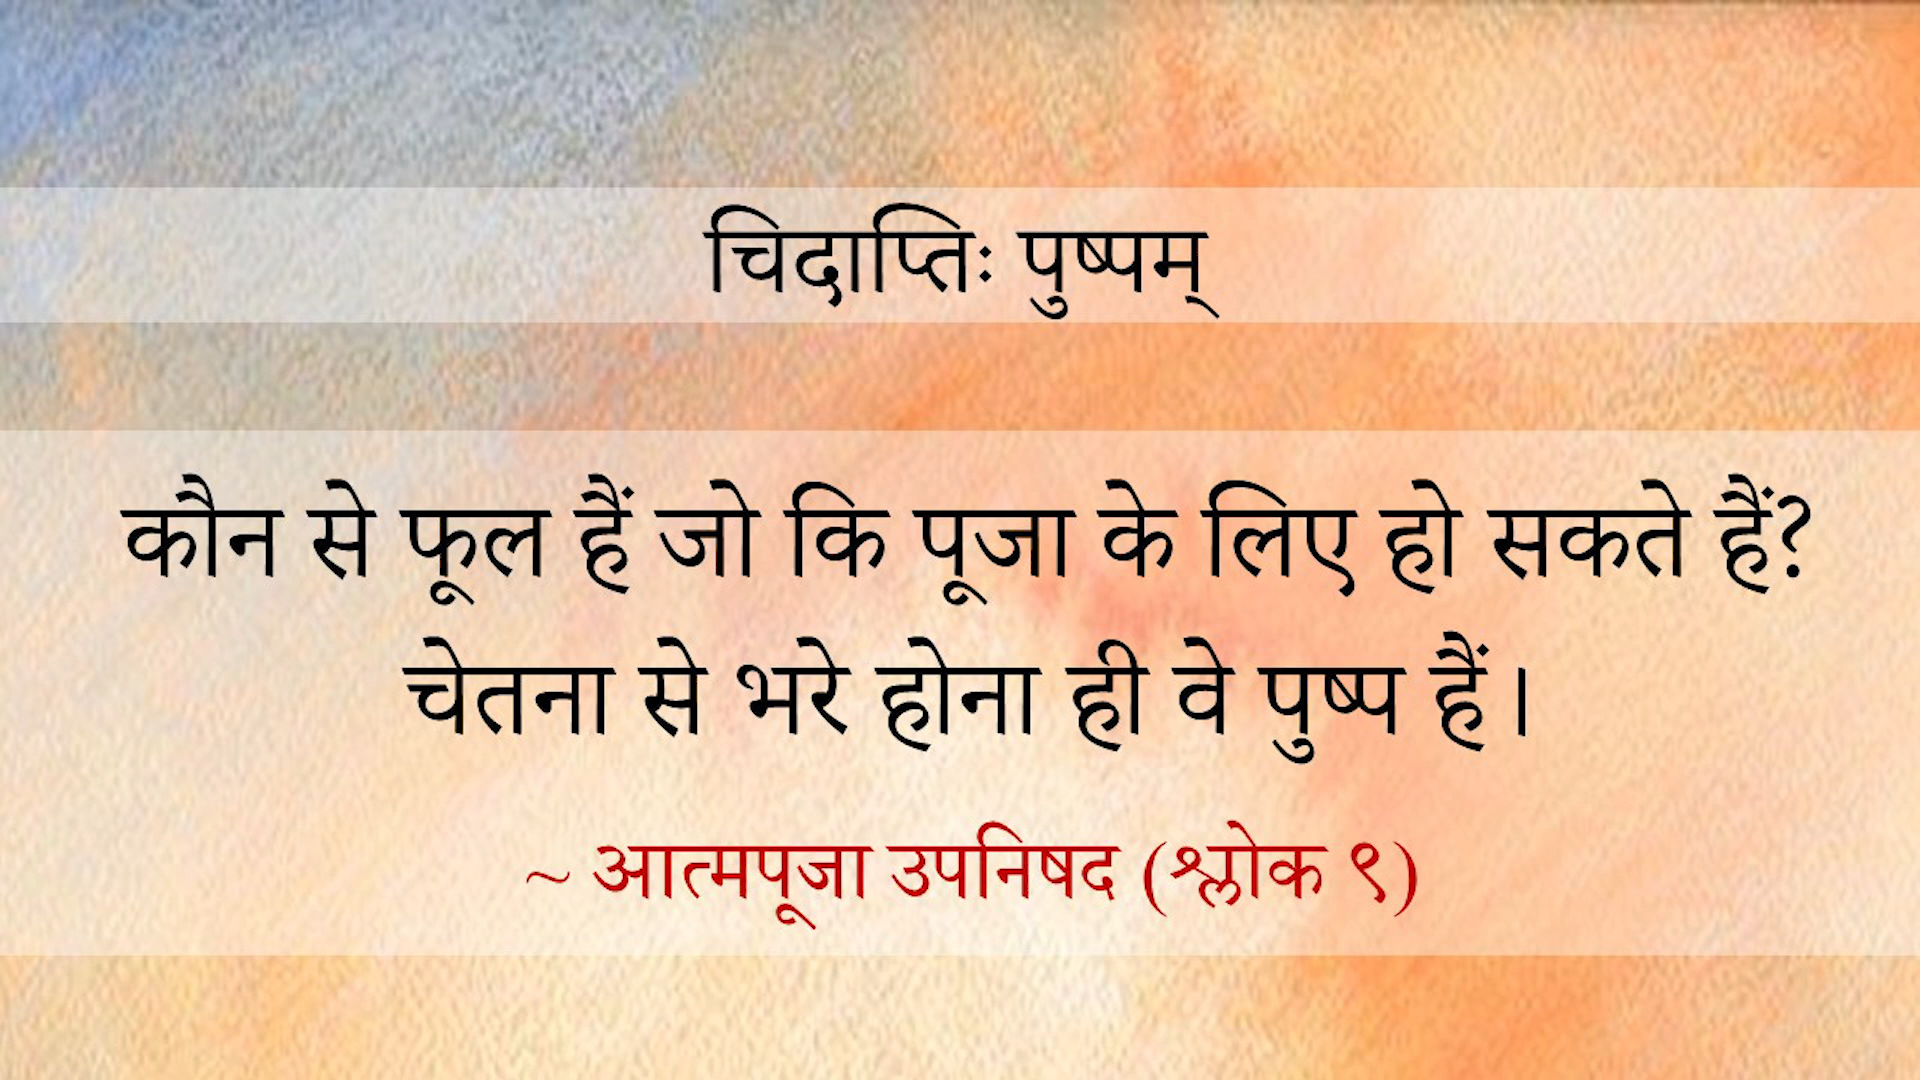 चिदाप्तिः पुष्पम्
कौन से फूल हैं जो कि पूजा के लिए हो सकते हैं?
चेतना से भरे होना ही वे पुष्प हैं।
~ आत्मपूजा उपनिषद (श्लोक ९)